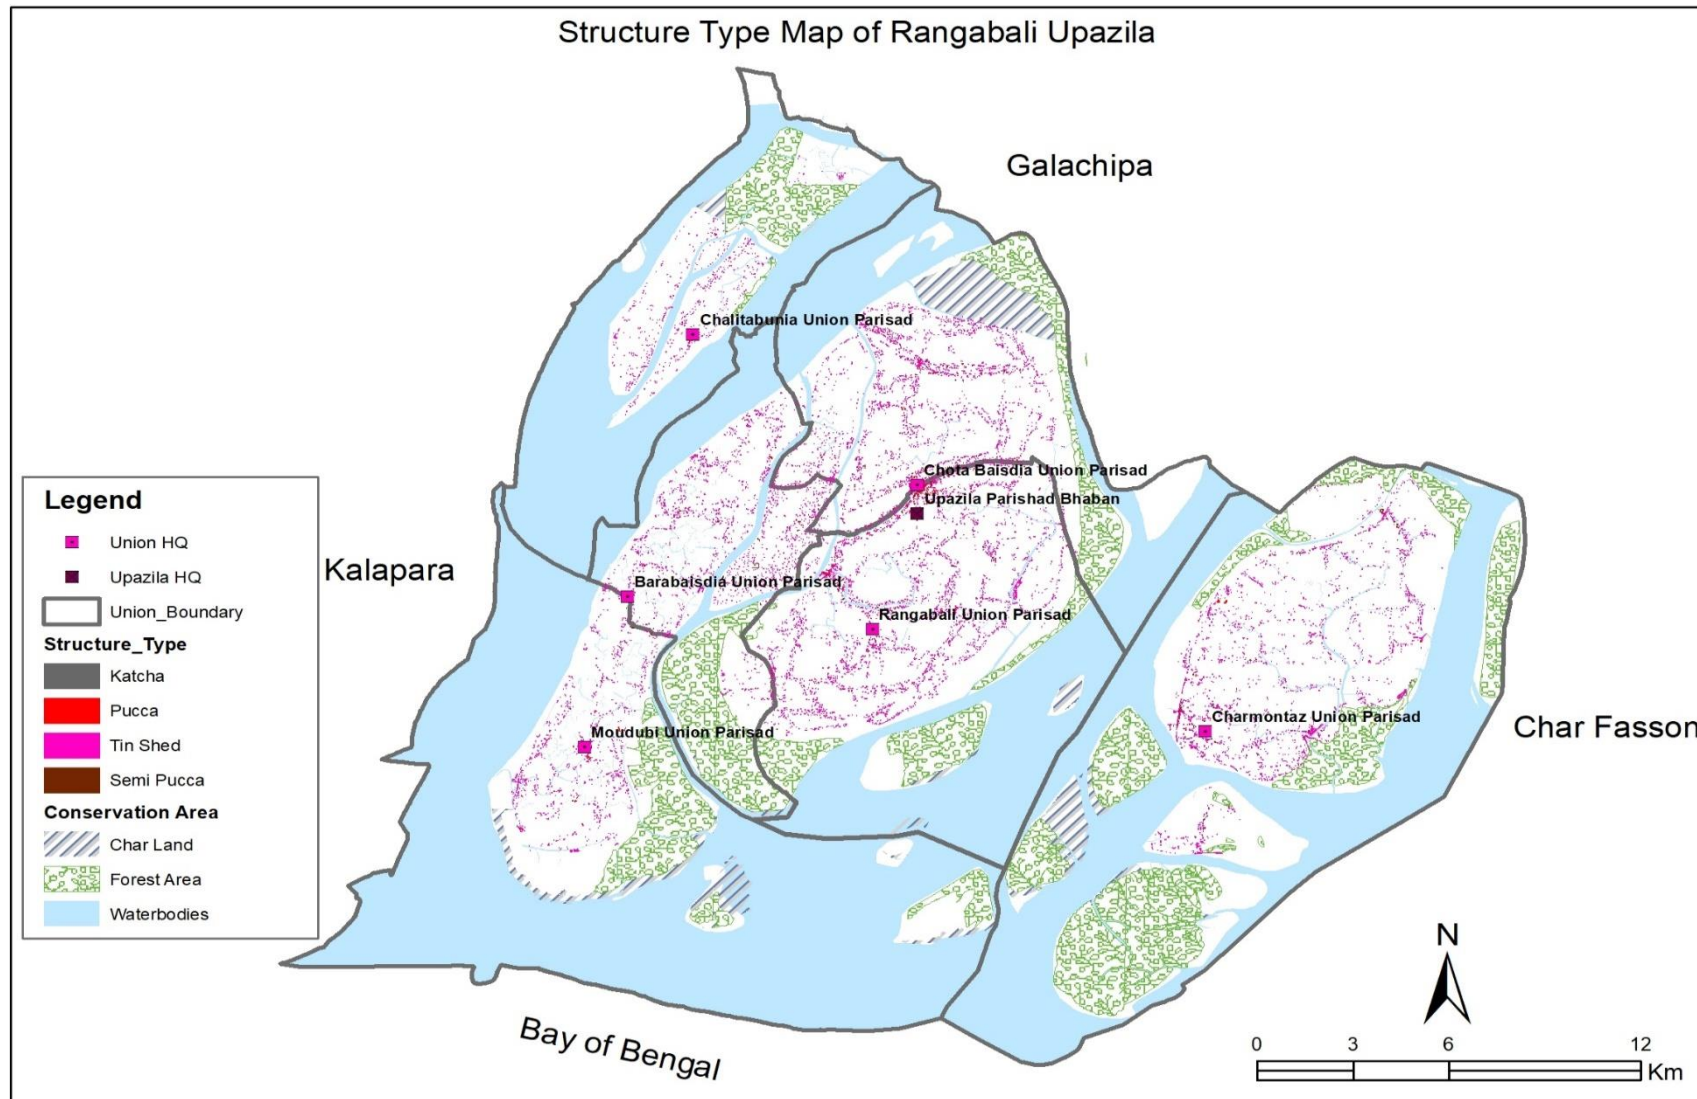 Structure Type Map of Rangabali Upazila
Galachipa
Chalitabunia Union Parisad
Chota Baisdia Union Parisad
Upazila Parishad Bhaban
Kalapara
Barabaisdia Union Parisad
Rangabali Union Parisad
Charmontaz Union Parisad
Char Fasson
Moudubi Union Parisad
Bay of Bengal
Legend
Union HQ
Upazila HQ
Union_Boundary
Structure_Type
Katcha
Pucca
Tin Shed
Semi Pucca
Conservation Area
Char Land
Forest Area
Waterbodies
N
0 3 6 12
Km